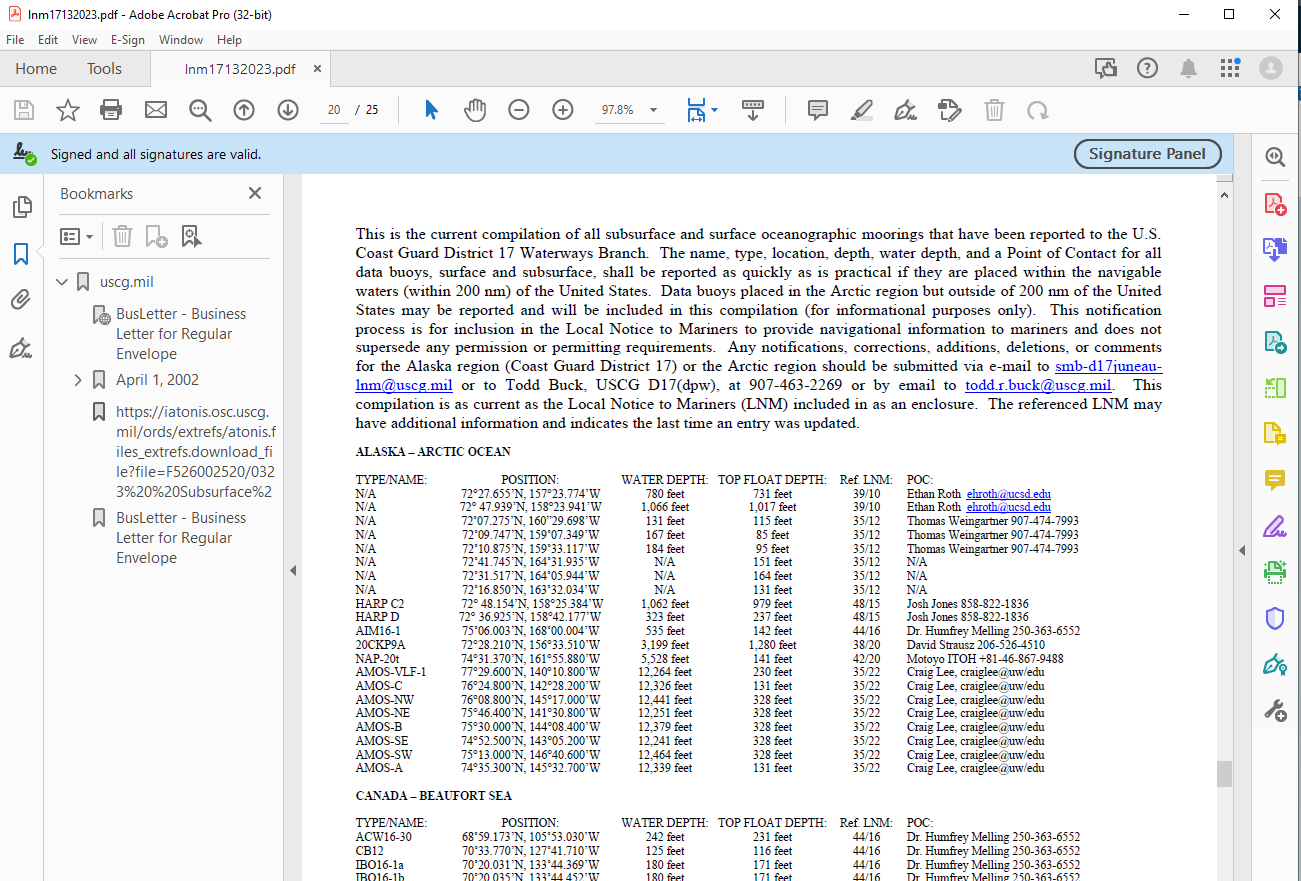 lnm17132023.pdf - Adobe Acrobat Pro (32-bit)
File Edit View E-Sign Window Help
Home Tools lnm17132023.pdf ×
20 / 25 97.8%
Signed and all signatures are valid.
Signature Panel
Bookmarks
uscg.mil
BusLetter - Business
Letter for Regular
Envelope
April 1, 2002
https://iatonis.osc.uscg.
mil/ords/extrefs/atonis.f
iles_extrefs.download_fi
le?file=F526002520/032
3%20%20Subsurface%2
BusLetter - Business
Letter for Regular
Envelope
This is the current compilation of all subsurface and surface oceanographic moorings that have been reported to the U.S.
Coast Guard District 17 Waterways Branch. The name, type, location, depth, water depth, and a Point of Contact for all
data buoys, surface and subsurface, shall be reported as quickly as is practical if they are placed within the navigable
waters (within 200 nm) of the United States. Data buoys placed in the Arctic region but outside of 200 nm of the United
States may be reported and will be included in this compilation (for informational purposes only). This notification
process is for inclusion in the Local Notice to Mariners to provide navigational information to mariners and does not
supersede any permission or permitting requirements. Any notifications, corrections, additions, deletions, or comments
for the Alaska region (Coast Guard District 17) or the Arctic region should be submitted via e-mail to smb-d17juneau-
lnm@uscg.mil or to Todd Buck, USCG D17(dpw), at 907-463-2269 or by email to todd.r.buck@uscg.mil. This
compilation is as current as the Local Notice to Mariners (LNM) included in as an enclosure. The referenced LNM may
have additional information and indicates the last time an entry was updated.
ALASKA – ARCTIC OCEAN
TYPE/NAME: POSITION: WATER DEPTH: TOP FLOAT DEPTH: Ref. LNM: POC:
N/A 72°27.655’N, 157°23.774’W 780 feet 731 feet 39/10 Ethan Roth ehroth@ucsd.edu
N/A 72° 47.939’N, 158°23.941’W 1,066 feet 1,017 feet 39/10 Ethan Roth ehroth@ucsd.edu
N/A 72°07.275’N, 160”29.698’W 131 feet 115 feet 35/12 Thomas Weingartner 907-474-7993
N/A 72°09.747’N, 159°07.349’W 167 feet 85 feet 35/12 Thomas Weingartner 907-474-7993
N/A 72°10.875’N, 159°33.117’W 184 feet 95 feet 35/12 Thomas Weingartner 907-474-7993
N/A 72°41.745’N, 164°31.935’W N/A 151 feet 35/12 N/A
N/A 72°31.517’N, 164°05.944’W N/A 164 feet 35/12 N/A
N/A 72°16.850’N, 163°32.034’W N/A 131 feet 35/12 N/A
HARP C2 72° 48.154’N, 158°25.384’W 1,062 feet 979 feet 48/15 Josh Jones 858-822-1836
HARP D 72° 36.925’N, 158°42.177’W 323 feet 237 feet 48/15 Josh Jones 858-822-1836
AIM16-1 75°06.003’N, 168°00.004’W 535 feet 142 feet 44/16 Dr. Humfrey Melling 250-363-6552
20CKP9A 72°28.210’N, 156°33.510’W 3,199 feet 1,280 feet 38/20 David Strausz 206-526-4510
NAP-20t 74°31.370’N, 161°55.880’W 5,528 feet 141 feet 42/20 Motoyo ITOH +81-46-867-9488
AMOS-VLF-1 77°29.600’N, 140°10.800’W 12,264 feet 230 feet 35/22 Craig Lee, craiglee@uw/edu
AMOS-C 76°24.800’N, 142°28.200’W 12,326 feet 131 feet 35/22 Craig Lee, craiglee@uw/edu
AMOS-NW 76°08.800’N, 145°17.000’W 12,441 feet 328 feet 35/22 Craig Lee, craiglee@uw/edu
AMOS-NE 75°46.400’N, 141°30.800’W 12,251 feet 328 feet 35/22 Craig Lee, craiglee@uw/edu
AMOS-B 75°30.000’N, 144°08.400’W 12,379 feet 328 feet 35/22 Craig Lee, craiglee@uw/edu
AMOS-SE 74°52.500’N, 143°05.200’W 12,241 feet 328 feet 35/22 Craig Lee, craiglee@uw/edu
AMOS-SW 75°13.000’N, 146°40.600’W 12,464 feet 328 feet 35/22 Craig Lee, craiglee@uw/edu
AMOS-A 74°35.300’N, 145°32.700’W 12,339 feet 131 feet 35/22 Craig Lee, craiglee@uw/edu
CANADA – BEAUFORT SEA
TYPE/NAME: POSITION: WATER DEPTH: TOP FLOAT DEPTH: Ref. LNM: POC:
ACW16-30 68°59.173’N, 105°53.030’W 242 feet 231 feet 44/16 Dr. Humfrey Melling 250-363-6552
CB12 70°33.770’N, 127°41.710’W 125 feet 116 feet 44/16 Dr. Humfrey Melling 250-363-6552
IBO16-1a 70°20.031’N, 133°44.369’W 180 feet 171 feet 44/16 Dr. Humfrey Melling 250-363-6552
IBO16-1b 70°20.035’N, 133°44.452’W 180 feet 171 feet 44/16 Dr. Humfrey Melling 250-363-6552